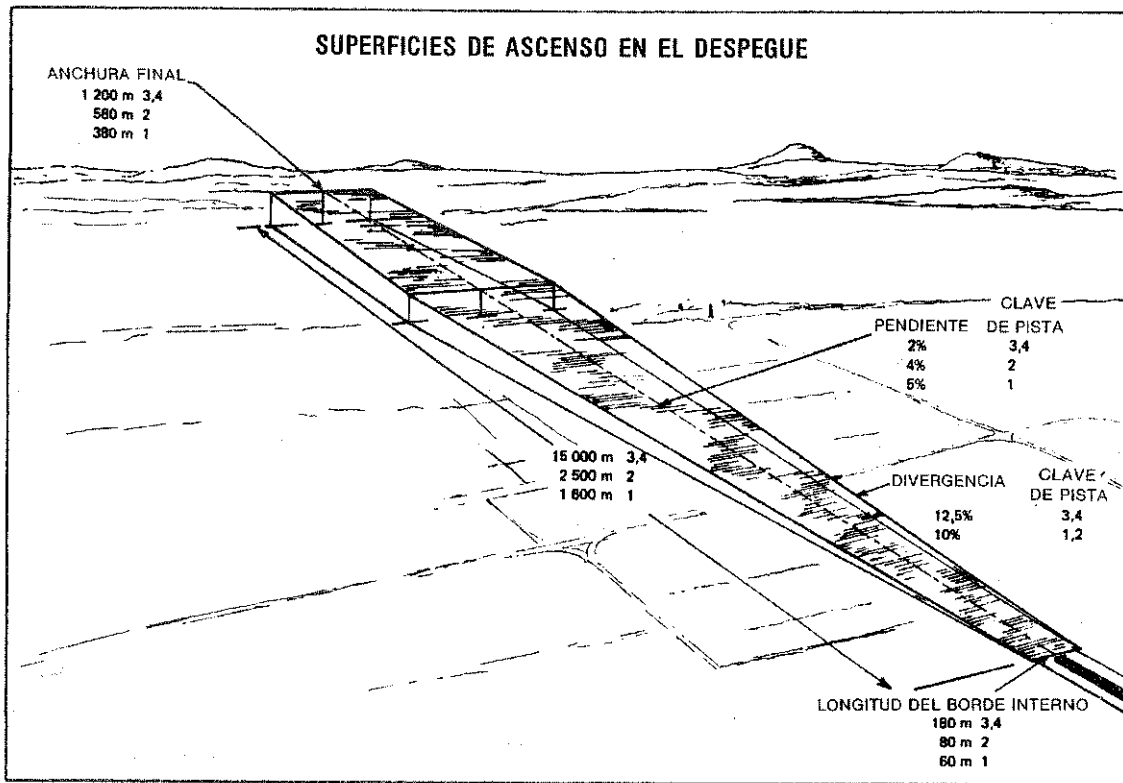 SUPERFICIES DE ASCENSO EN EL DESPEGUE
ANCHURA FINAL
1 200 m 3,4
580 m 2
380 m 1
CLAVE
PENDIENTE DE PISTA
2% 3,4
4% 2
5% 1
15 000 m 3,4
2 500 m 2
1 600 m 1
DIVERGENCIA CLAVE
DE PISTA
12,5% 3,4
10% 1,2
LONGITUD DEL BORDE INTERNO
180 m 3,4
80 m 2
60 m 1